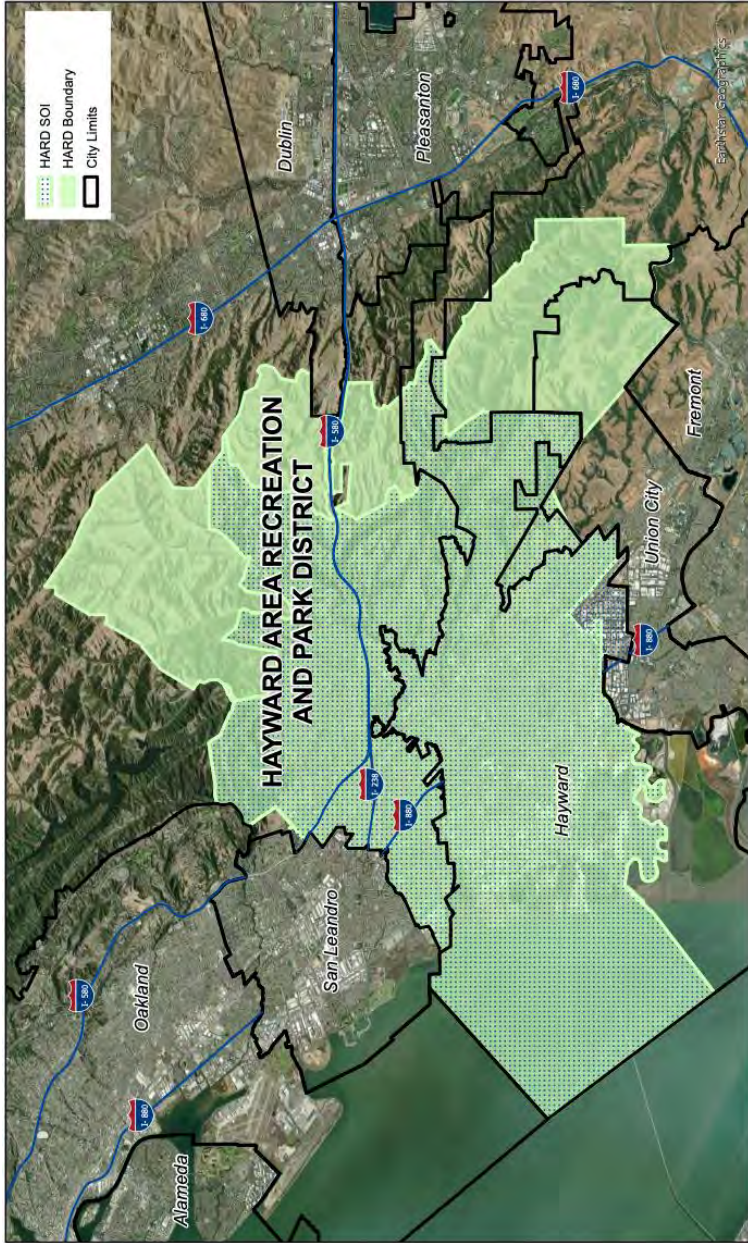 HARD SOI
HARD Boundary
City Limits
I- 580
Oakland
I- 880
Alameda
San Leandro
I- 680
Dublin
Pleasanton
I- 680
HAYWARD AREA RECREATION
AND PARK DISTRICT
I- 580
I- 238
I- 880
Hayward
Union City
I- 880
Fremont
Earthstar Geographics